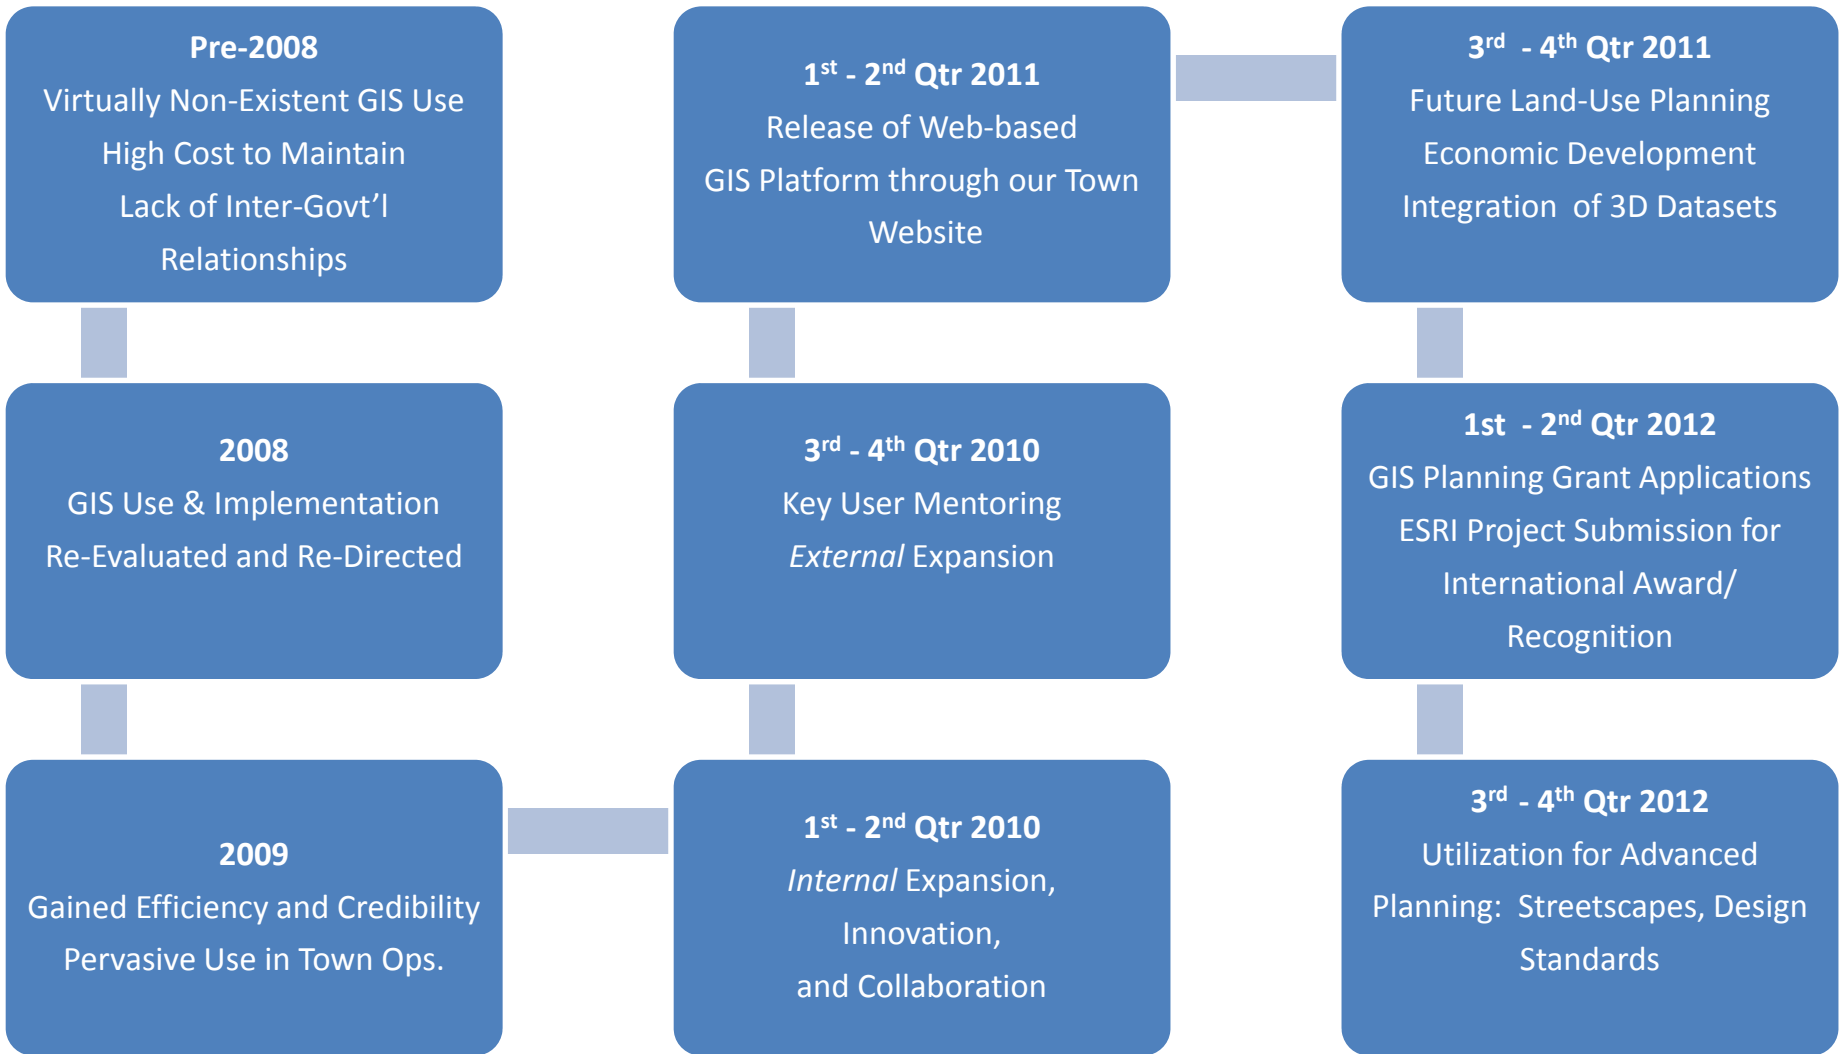 Pre-2008
Virtually Non-Existent GIS Use
High Cost to Maintain
Lack of Inter-Govt’l
Relationships
2008
GIS Use & Implementation
Re-Evaluated and Re-Directed
2009
Gained Efficiency and Credibility
Pervasive Use in Town Ops.
1st - 2nd Qtr 2010
Internal Expansion,
Innovation,
and Collaboration
3rd - 4th Qtr 2010
Key User Mentoring
External Expansion
1st - 2nd Qtr 2011
Release of Web-based
GIS Platform through our Town
Website
3rd - 4th Qtr 2011
Future Land-Use Planning
Economic Development
Integration of 3D Datasets
1st - 2nd Qtr 2012
GIS Planning Grant Applications
ESRI Project Submission for
International Award/
Recognition
3rd - 4th Qtr 2012
Utilization for Advanced
Planning: Streetscapes, Design
Standards